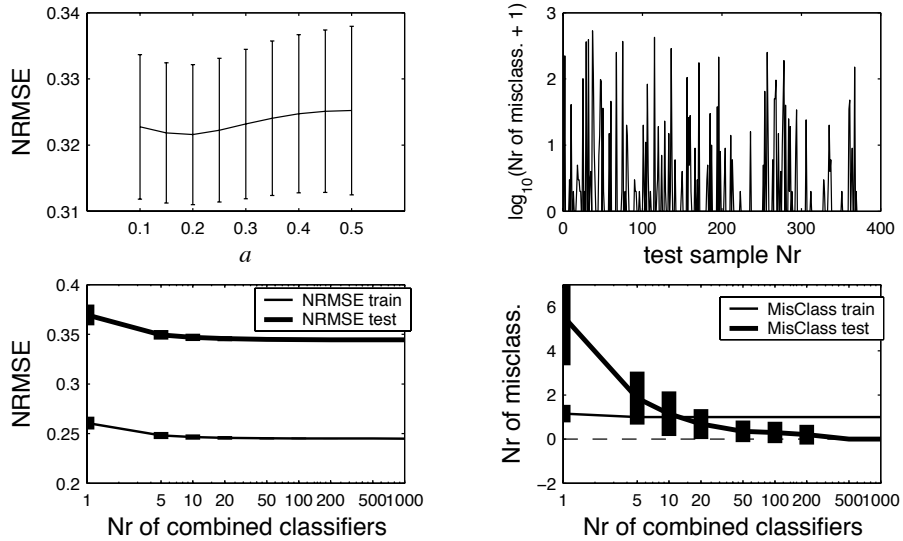 0.34
0.33
0.32
0.31
NRMSE
0.1 0.2 0.3 0.4 0.5
a
3
2
1
0
log10(Nr of misclass. + 1)
0 100 200 300 400
test sample Nr
0.4
0.35
0.3
0.25
0.2
NRMSE
NRMSE train
NRMSE test
1 5 10 20 50 100 200 5001000
Nr of combined classifiers
6
4
2
0
−2
Nr of misclass.
MisClass train
MisClass test
1 5 10 20 50 100 200 5001000
Nr of combined classifiers